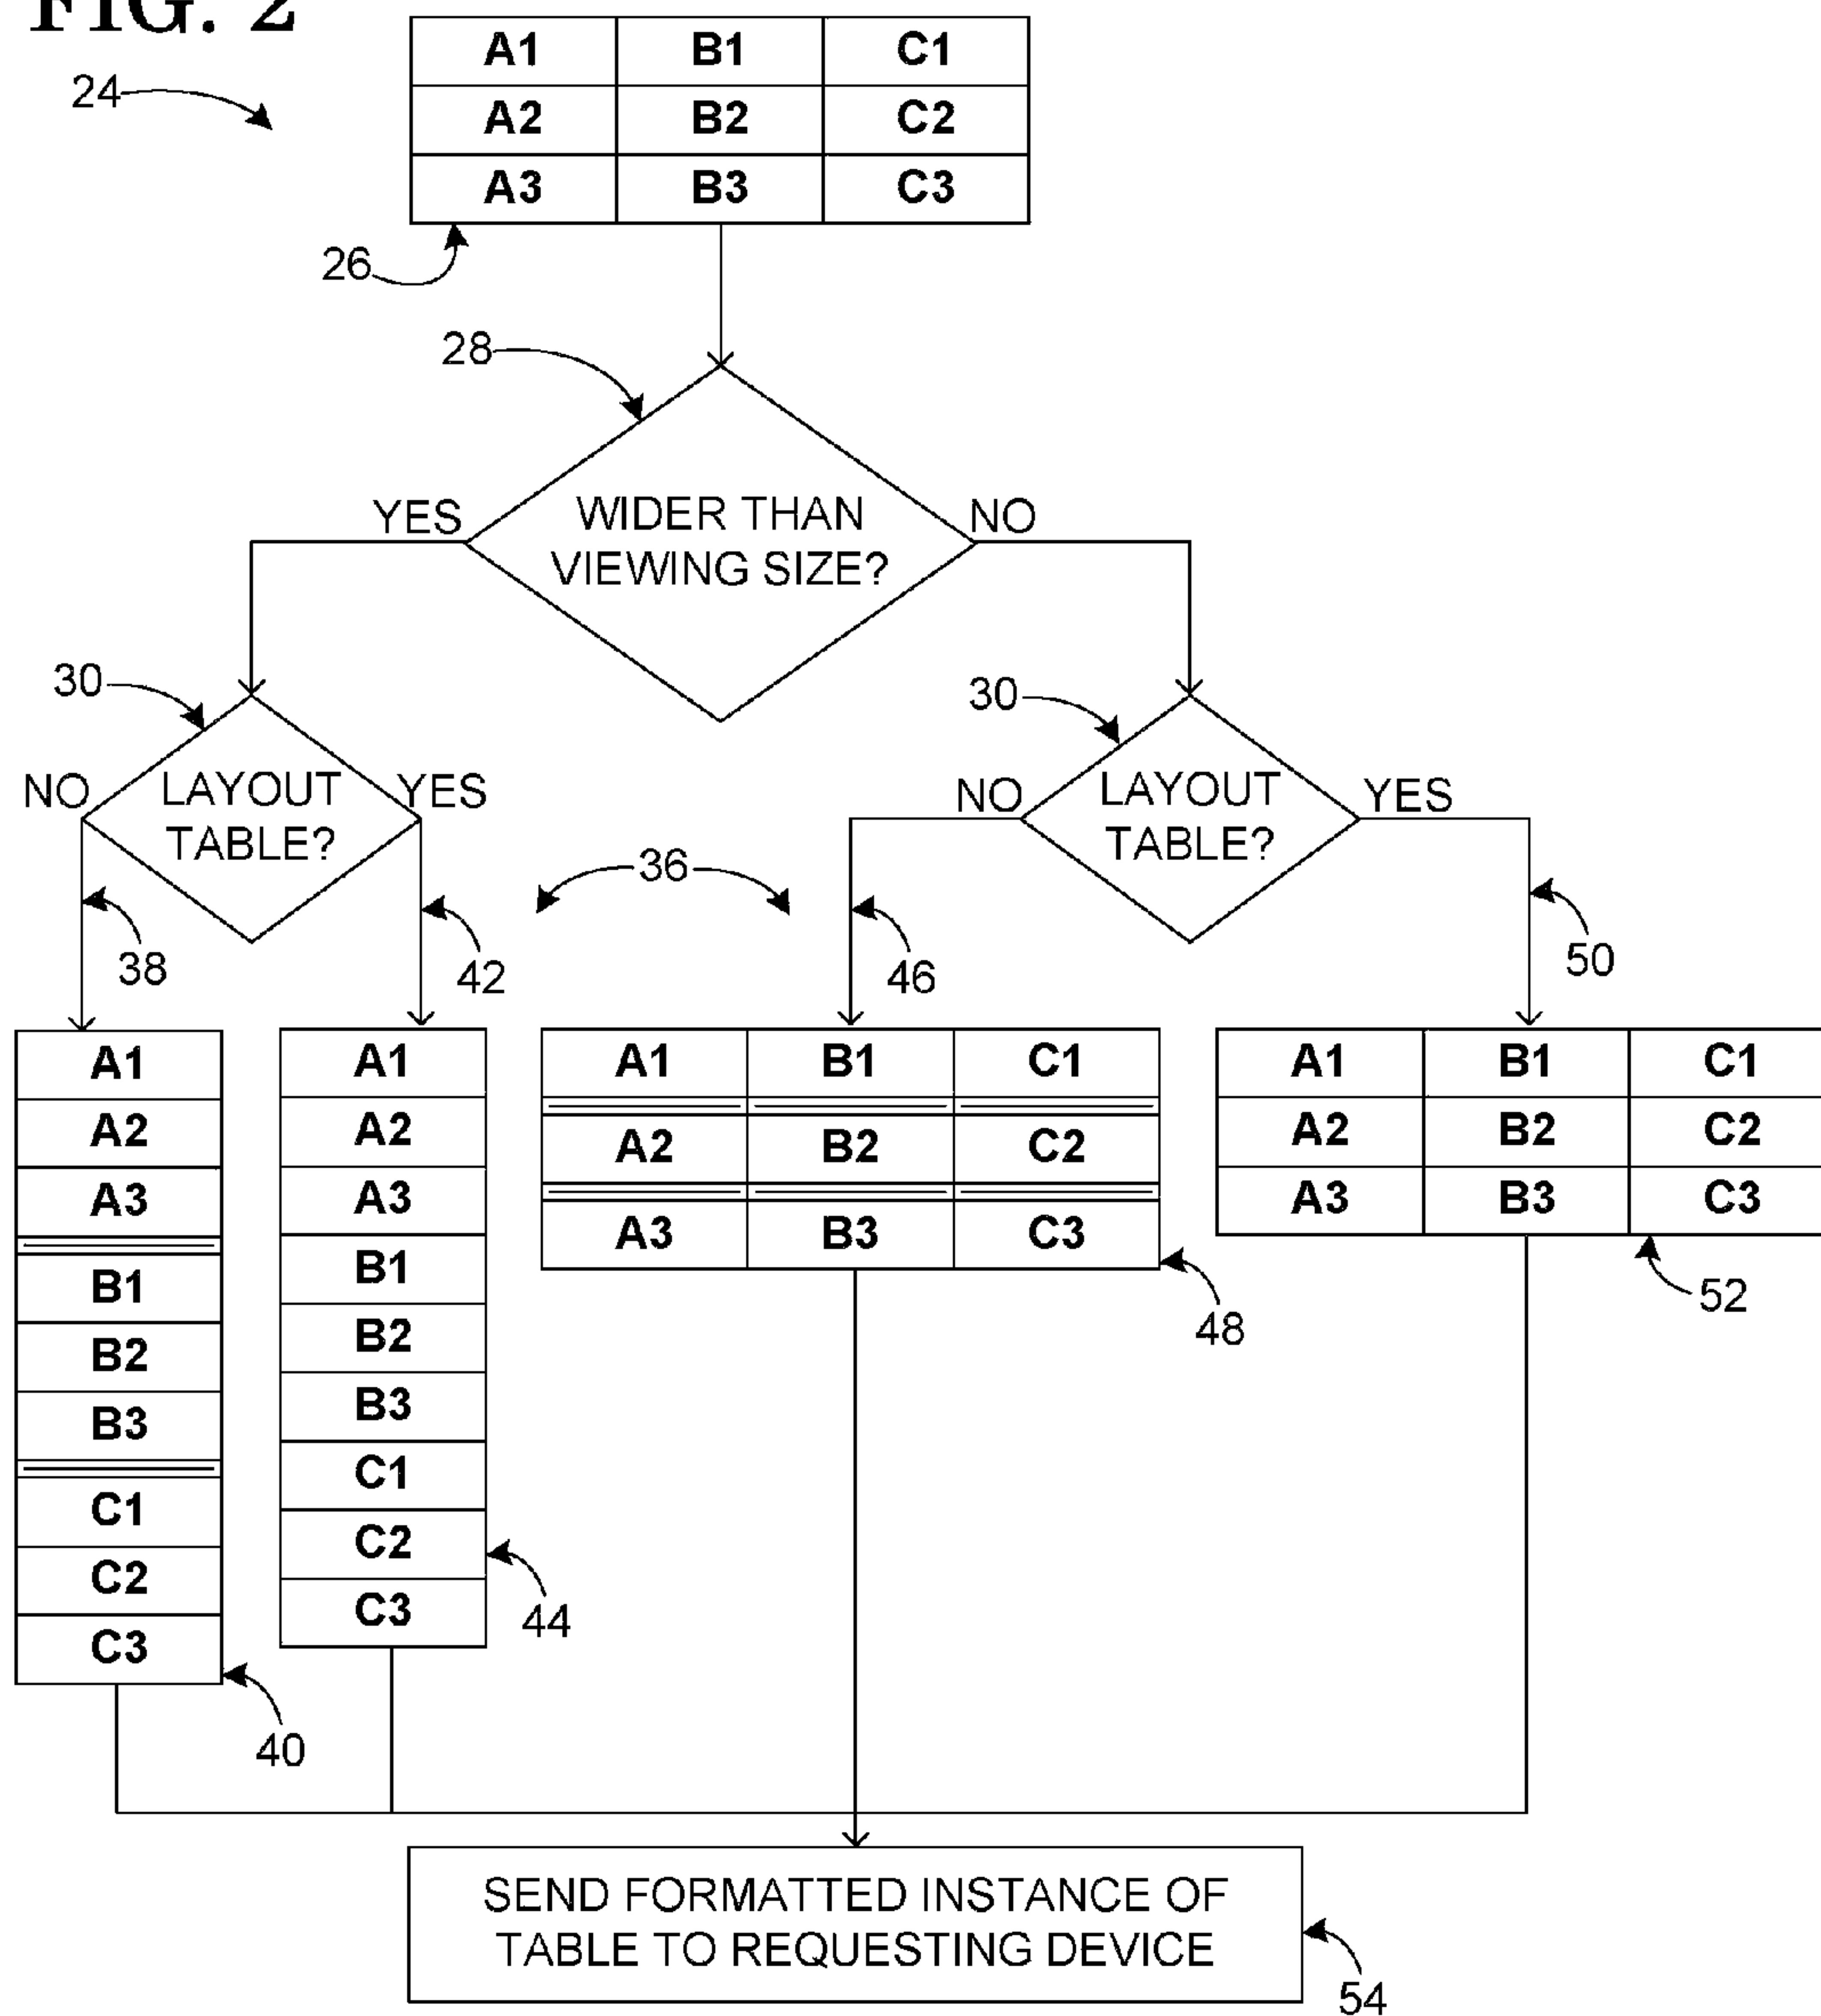 FIG. 2
24
A1 B1 C1
A2 B2 C2
A3 B3 C3
26
28
YES
WIDER THAN
VIEWING SIZE?
NO
30
NO
LAYOUT
TABLE?
YES
30
NO
LAYOUT
TABLE?
YES
36
38
42
46
50
A1
A2
A3
B1
B2
B3
C1
C2
C3
40
A1
A2
A3
B1
B2
B3
C1
C2
C3
44
A1 B1 C1
A2 B2 C2
A3 B3 C3
48
A1 B1 C1
A2 B2 C2
A3 B3 C3
52
SEND FORMATTED INSTANCE OF
TABLE TO REQUESTING DEVICE
54